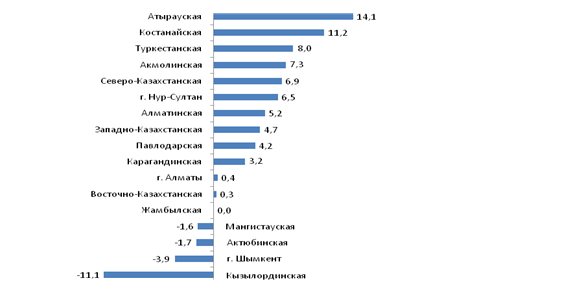 Атырауская 14,1
Костанайская 11,2
Туркестанская 8,0
Акмолинская 7,3
Северо-Казахстанская 6,9
г. Нур-Султан 6,5
Алматинская 5,2
Западно-Казахстанская 4,7
Павлодарская 4,2
Карагандинская 3,2
г. Алматы 0,4
Восточно-Казахстанская 0,3
Жамбылская 0,0
-1,6 Мангистауская
-1,7 Актюбинская
-3,9 г. Шымкент
-11,1 Кызылординская